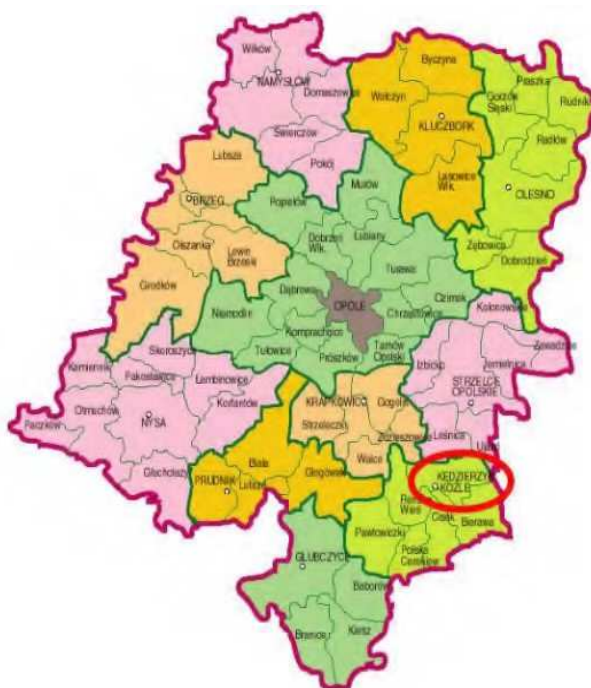 Wilków
NAMYSŁÓW
Domaszowice
Świerczów
Pokój
Byczyna
Wołczyn
KLUCZBORK
Lasowice
Wlk.
Praszka
Gorzów
Śląski
Rudniki
Radłów
OLESNO
Zębowice
Dobrodzień
Lubsza
BRZEG
Olszanka
Lewin
Brzeski
Grodków
Popielów
Murów
Dobrzeń
Wlk.
Łubiany
Turawa
Dąbrowa
OPOLE
Chrząstowice
Ozimek
Niemodlin
Komprachcice
Tułowice
Prószków
Tarnów
Opolski
Kolonowskie
Zawadzkie
Izbicko
Jemielnica
STRZELCE
OPOLSKIE
Leśnica
Ujazd
Skoroszyce
Kamiennik
Pakosławice
Łambinowice
Korfantów
Otmuchów
Paczków
NYSA
Głuchołazy
KRAPKOWICE
Gogolin
Strzeleczki
Zdzieszowice
Walce
Biała
PRUDNIK
Lubrza
Głogówek
KĘDZIERZYN
KOŹLE
Reńska
Wieś
Cisek
Bierawa
Pawłowiczki
Polska
Cerekiew
GŁUBCZYCE
Baborów
Branice
Kietrz